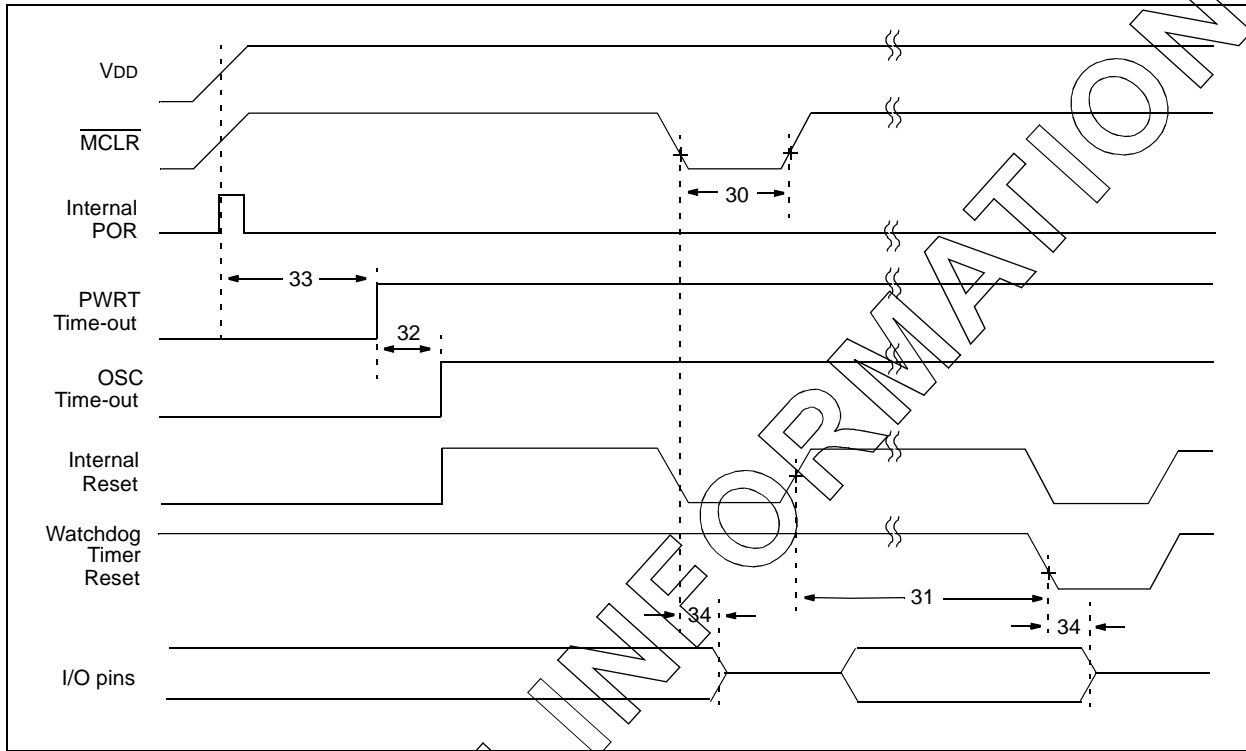 VDD
MCLR
Internal
POR
30
33
PWRT
Time-out
32
OSC
Time-out
Internal
Reset
Watchdog
Timer
Reset
31
34
34
I/O pins
INFORMATION